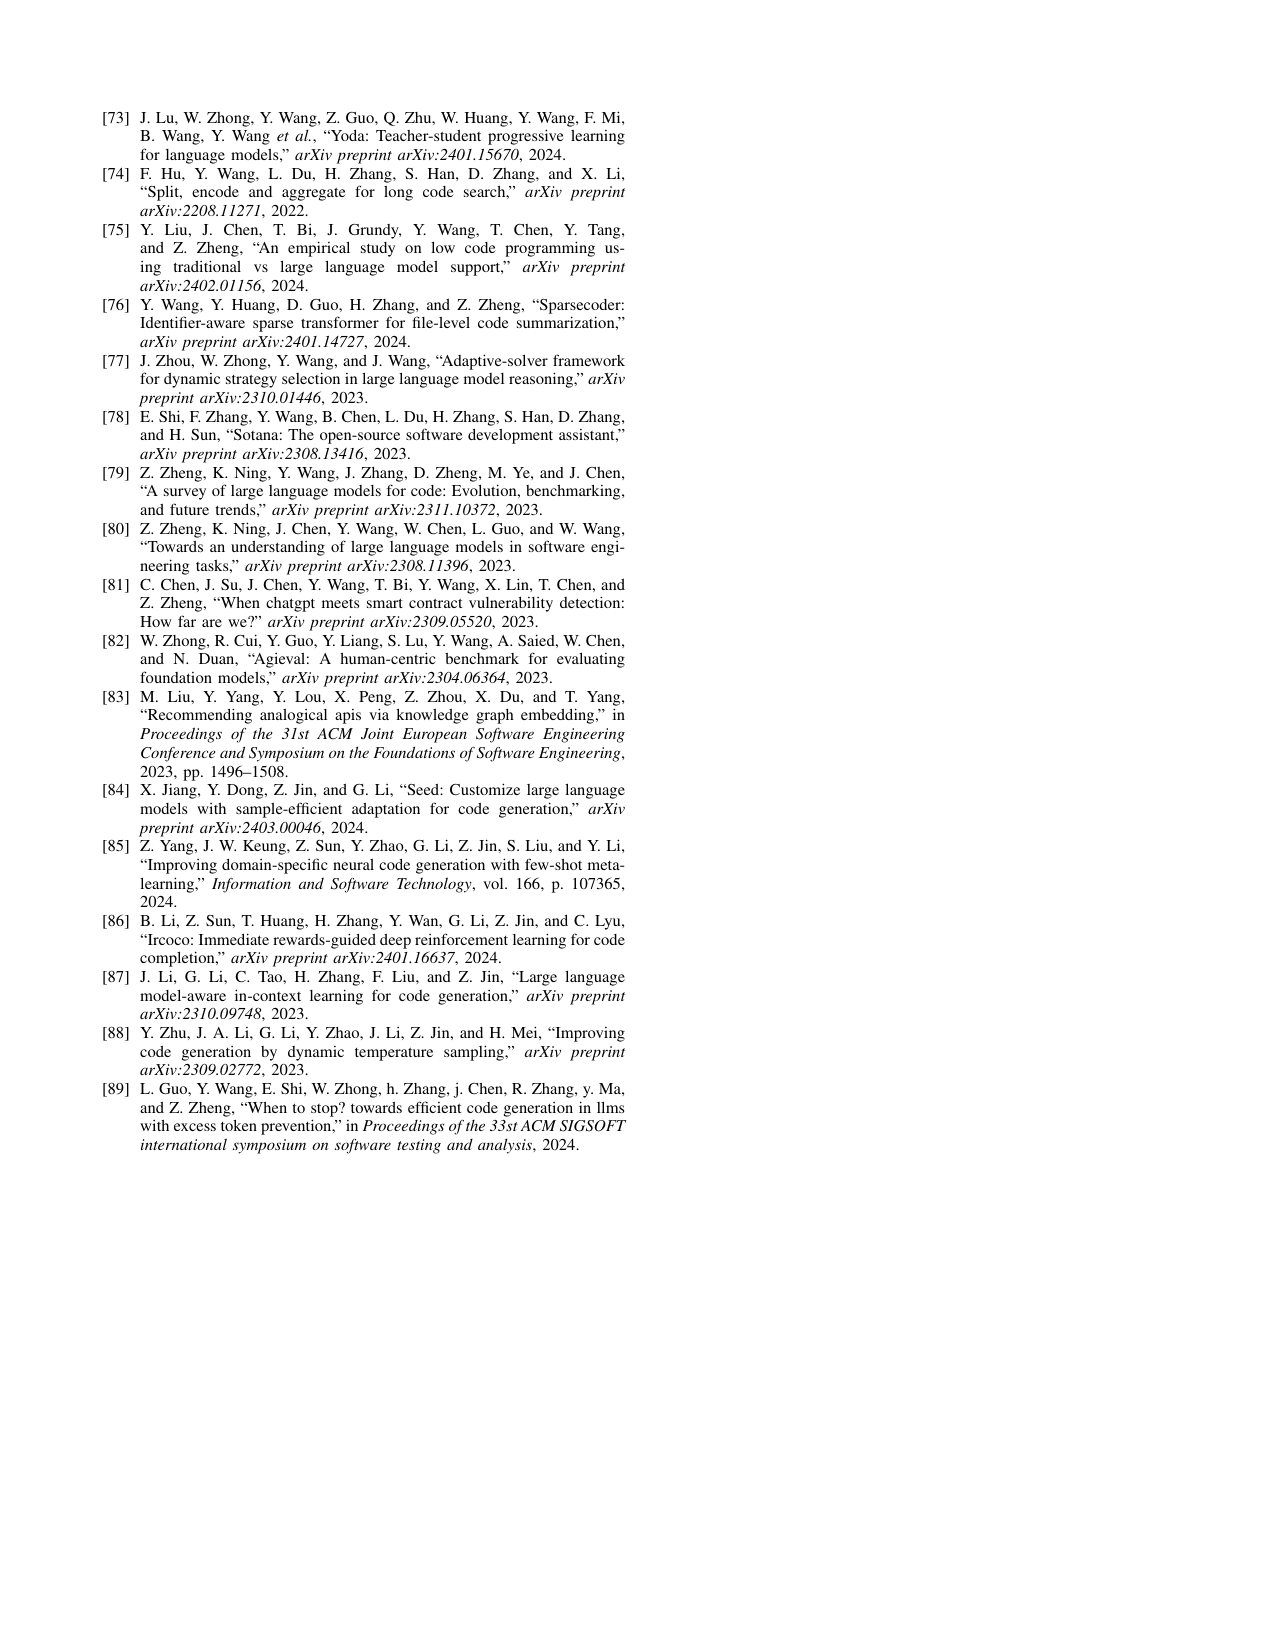 [73] J. Lu, W. Zhong, Y. Wang, Z. Guo, Q. Zhu, W. Huang, Y. Wang, F. Mi,
B. Wang, Y. Wang et al., “Yoda: Teacher-student progressive learning
for language models,” arXiv preprint arXiv:2401.15670, 2024.
[74] F. Hu, Y. Wang, L. Du, H. Zhang, S. Han, D. Zhang, and X. Li,
“Split, encode and aggregate for long code search,” arXiv preprint
arXiv:2208.11271, 2022.
[75] Y. Liu, J. Chen, T. Bi, J. Grundy, Y. Wang, T. Chen, Y. Tang,
and Z. Zheng, “An empirical study on low code programming us-
ing traditional vs large language model support,” arXiv preprint
arXiv:2402.01156, 2024.
[76] Y. Wang, Y. Huang, D. Guo, H. Zhang, and Z. Zheng, “Sparsecoder:
Identifier-aware sparse transformer for file-level code summarization,”
arXiv preprint arXiv:2401.14727, 2024.
[77] J. Zhou, W. Zhong, Y. Wang, and J. Wang, “Adaptive-solver framework
for dynamic strategy selection in large language model reasoning,” arXiv
preprint arXiv:2310.01446, 2023.
[78] E. Shi, F. Zhang, Y. Wang, B. Chen, L. Du, H. Zhang, S. Han, D. Zhang,
and H. Sun, “Sotana: The open-source software development assistant,”
arXiv preprint arXiv:2308.13416, 2023.
[79] Z. Zheng, K. Ning, Y. Wang, J. Zhang, D. Zheng, M. Ye, and J. Chen,
“A survey of large language models for code: Evolution, benchmarking,
and future trends,” arXiv preprint arXiv:2311.10372, 2023.
[80] Z. Zheng, K. Ning, J. Chen, Y. Wang, W. Chen, L. Guo, and W. Wang,
“Towards an understanding of large language models in software engi-
neering tasks,” arXiv preprint arXiv:2308.11396, 2023.
[81] C. Chen, J. Su, J. Chen, Y. Wang, T. Bi, Y. Wang, X. Lin, T. Chen, and
Z. Zheng, “When chatgpt meets smart contract vulnerability detection:
How far are we?” arXiv preprint arXiv:2309.05520, 2023.
[82] W. Zhong, R. Cui, Y. Guo, Y. Liang, S. Lu, Y. Wang, A. Saied, W. Chen,
and N. Duan, “Agieval: A human-centric benchmark for evaluating
foundation models,” arXiv preprint arXiv:2304.06364, 2023.
[83] M. Liu, Y. Yang, Y. Lou, X. Peng, Z. Zhou, X. Du, and T. Yang,
“Recommending analogical apis via knowledge graph embedding,” in
Proceedings of the 31st ACM Joint European Software Engineering
Conference and Symposium on the Foundations of Software Engineering,
2023, pp. 1496–1508.
[84] X. Jiang, Y. Dong, Z. Jin, and G. Li, “Seed: Customize large language
models with sample-efficient adaptation for code generation,” arXiv
preprint arXiv:2403.00046, 2024.
[85] Z. Yang, J. W. Keung, Z. Sun, Y. Zhao, G. Li, Z. Jin, S. Liu, and Y. Li,
“Improving domain-specific neural code generation with few-shot meta-
learning,” Information and Software Technology, vol. 166, p. 107365,
2024.
[86] B. Li, Z. Sun, T. Huang, H. Zhang, Y. Wan, G. Li, Z. Jin, and C. Lyu,
“Ircoco: Immediate rewards-guided deep reinforcement learning for code
completion,” arXiv preprint arXiv:2401.16637, 2024.
[87] J. Li, G. Li, C. Tao, H. Zhang, F. Liu, and Z. Jin, “Large language
model-aware in-context learning for code generation,” arXiv preprint
arXiv:2310.09748, 2023.
[88] Y. Zhu, J. A. Li, G. Li, Y. Zhao, J. Li, Z. Jin, and H. Mei, “Improving
code generation by dynamic temperature sampling,” arXiv preprint
arXiv:2309.02772, 2023.
[89] L. Guo, Y. Wang, E. Shi, W. Zhong, h. Zhang, j. Chen, R. Zhang, y. Ma,
and Z. Zheng, “When to stop? towards efficient code generation in llms
with excess token prevention,” in Proceedings of the 33st ACM SIGSOFT
international symposium on software testing and analysis, 2024.